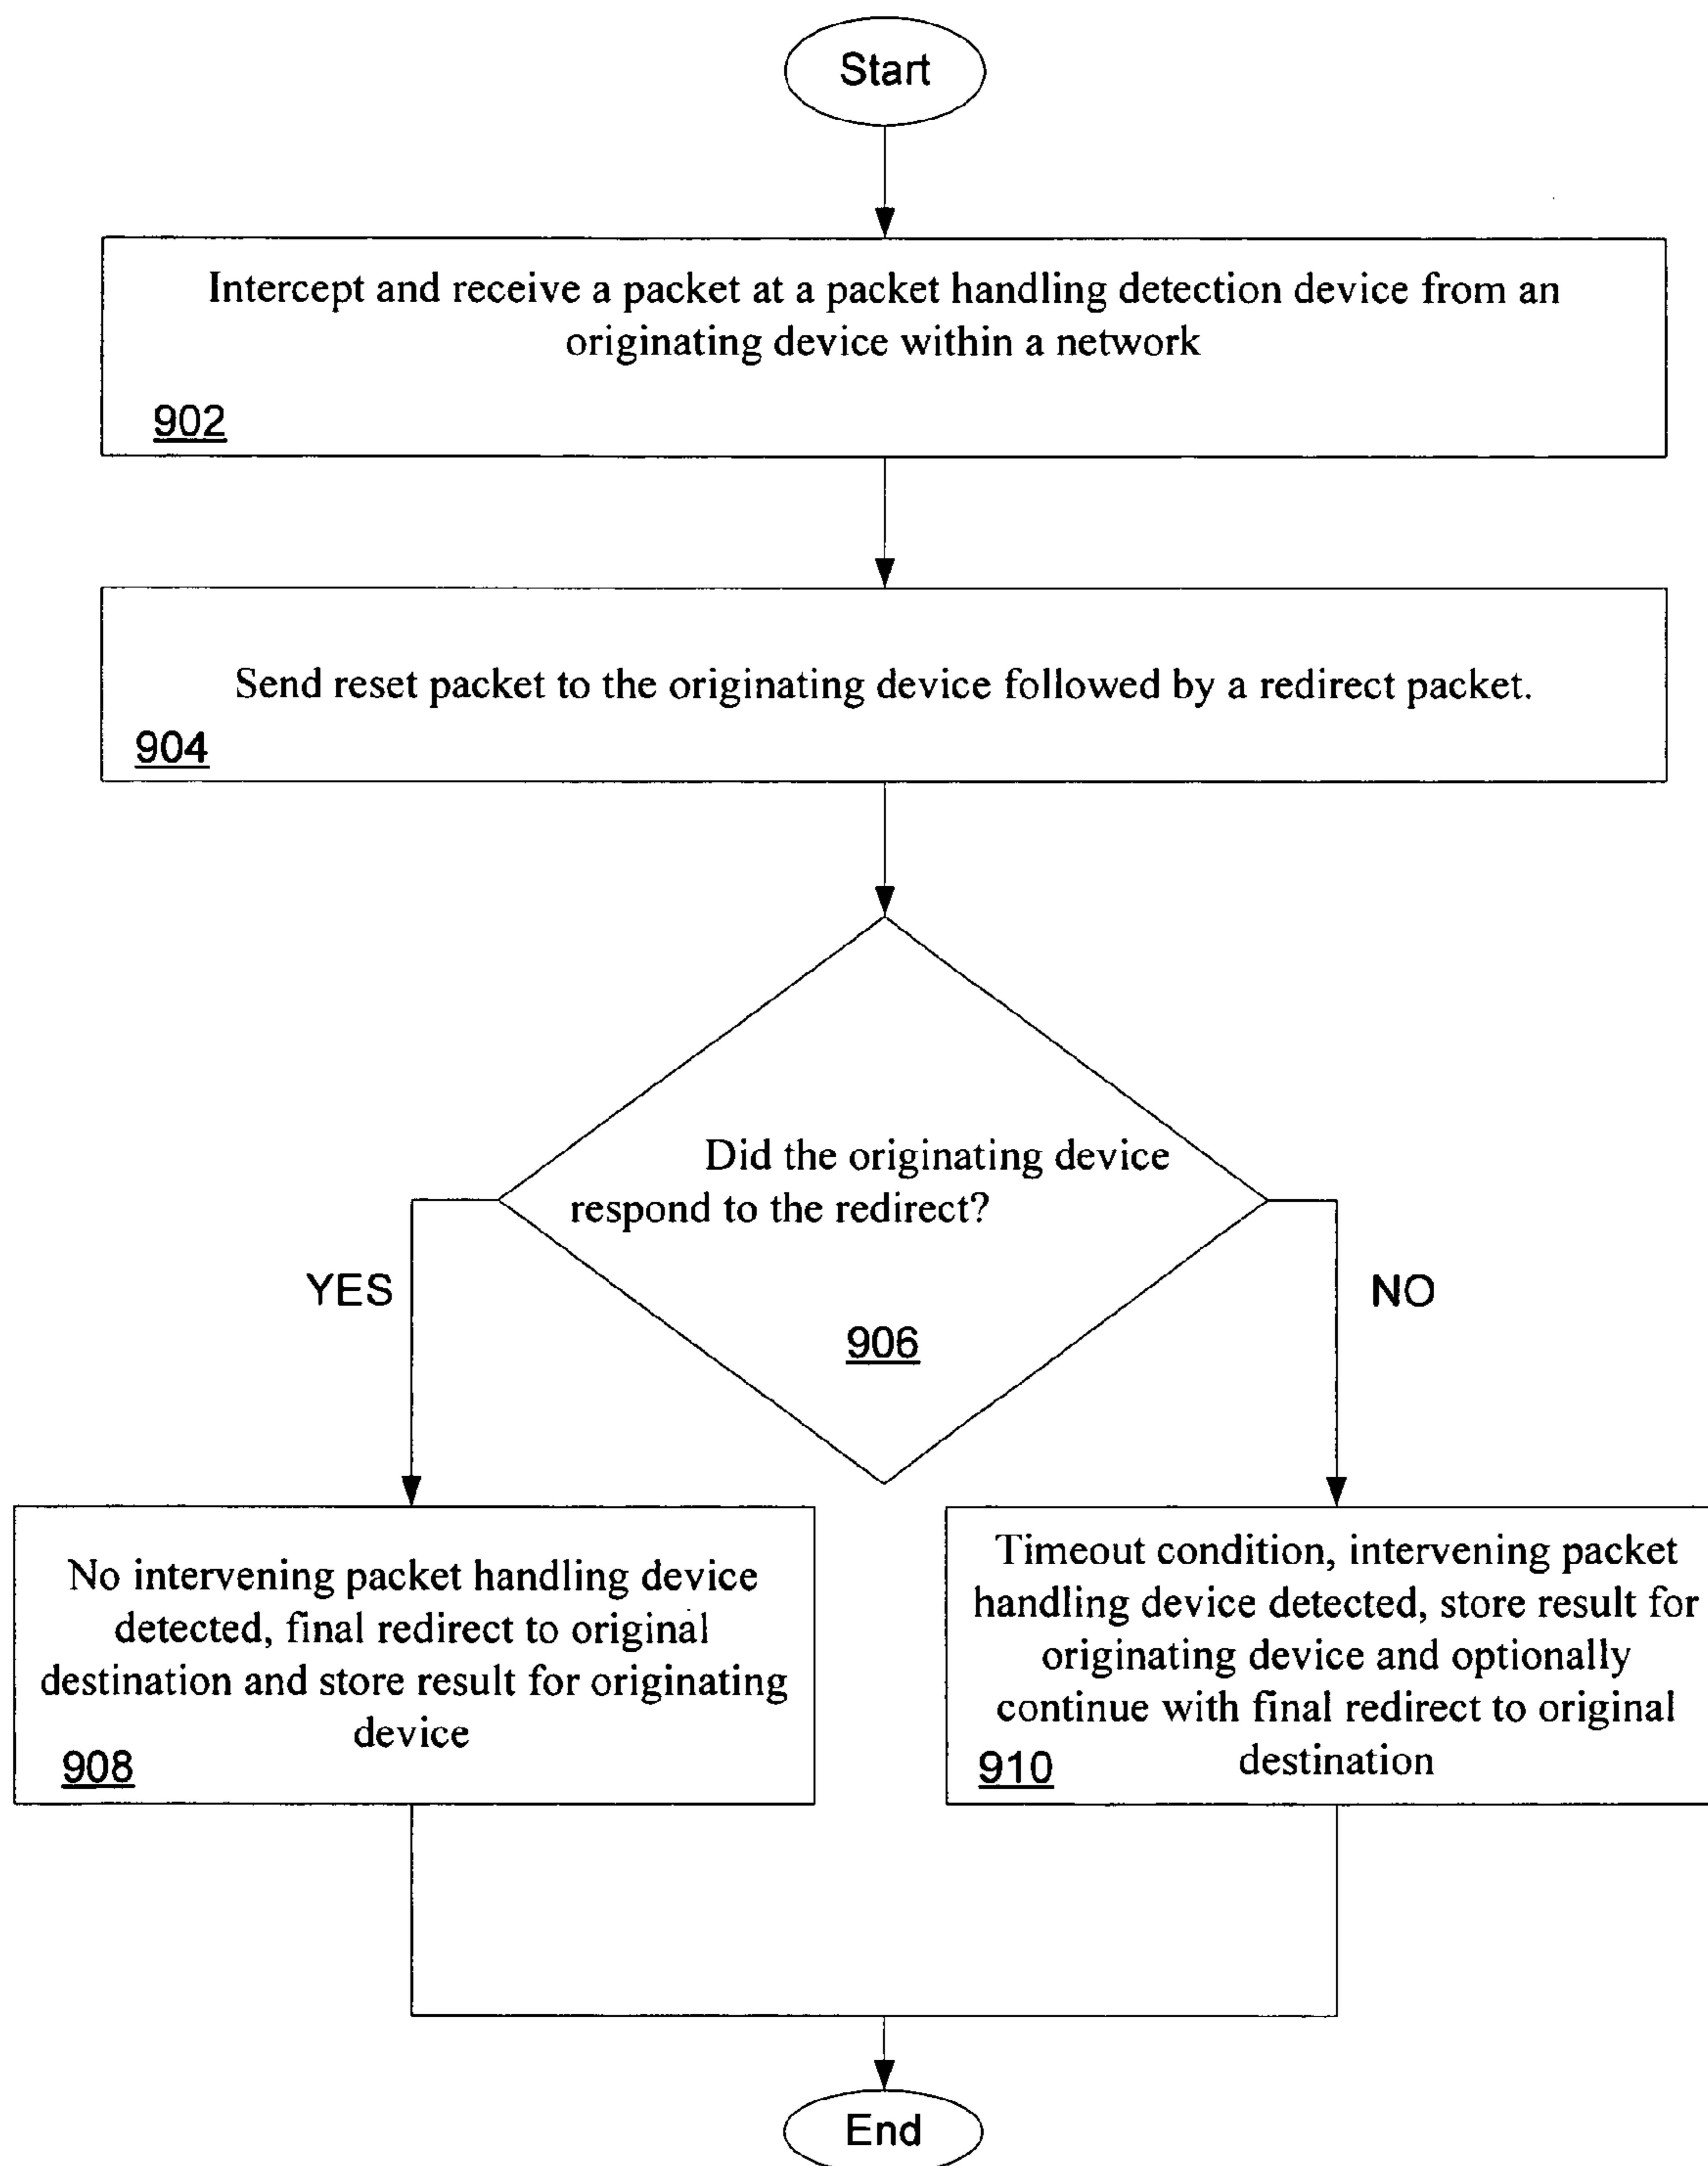 Start
Intercept and receive a packet at a packet handling detection device from an
originating device within a network
902
Send reset packet to the originating device followed by a redirect packet.
904
Did the originating device
respond to the redirect?
906
YES
NO
No intervening packet handling device
detected, final redirect to original
destination and store result for originating
device
908
Timeout condition, intervening packet
handling device detected, store result for
originating device and optionally
continue with final redirect to original
destination
910
End